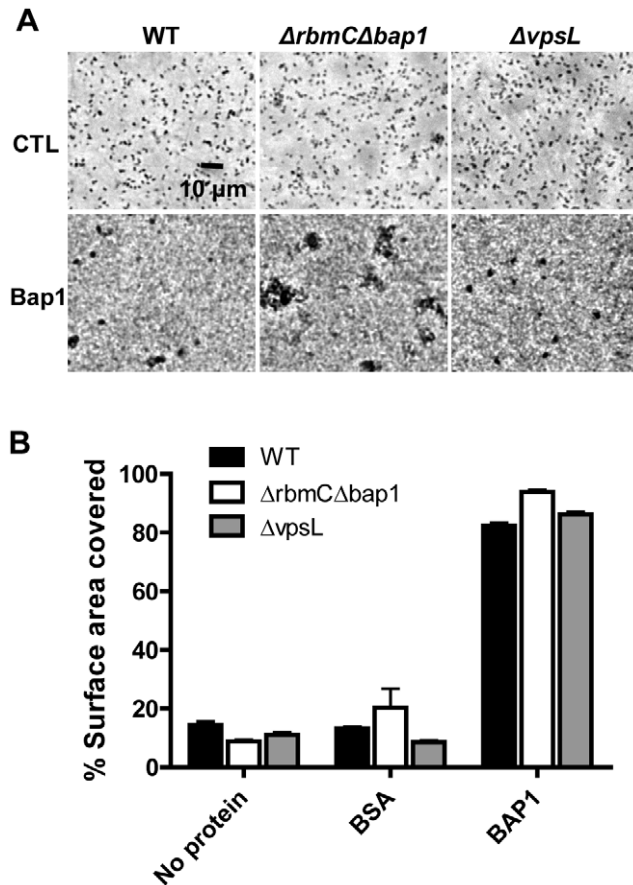 A
WT ΔrbmCΔbap1 ΔvpsL
CTL
10 μm
Bap1
B
WT
ΔrbmCΔbap1
ΔvpsL
% Surface area covered
100
80
60
40
20
0
No protein
BSA
BAP1